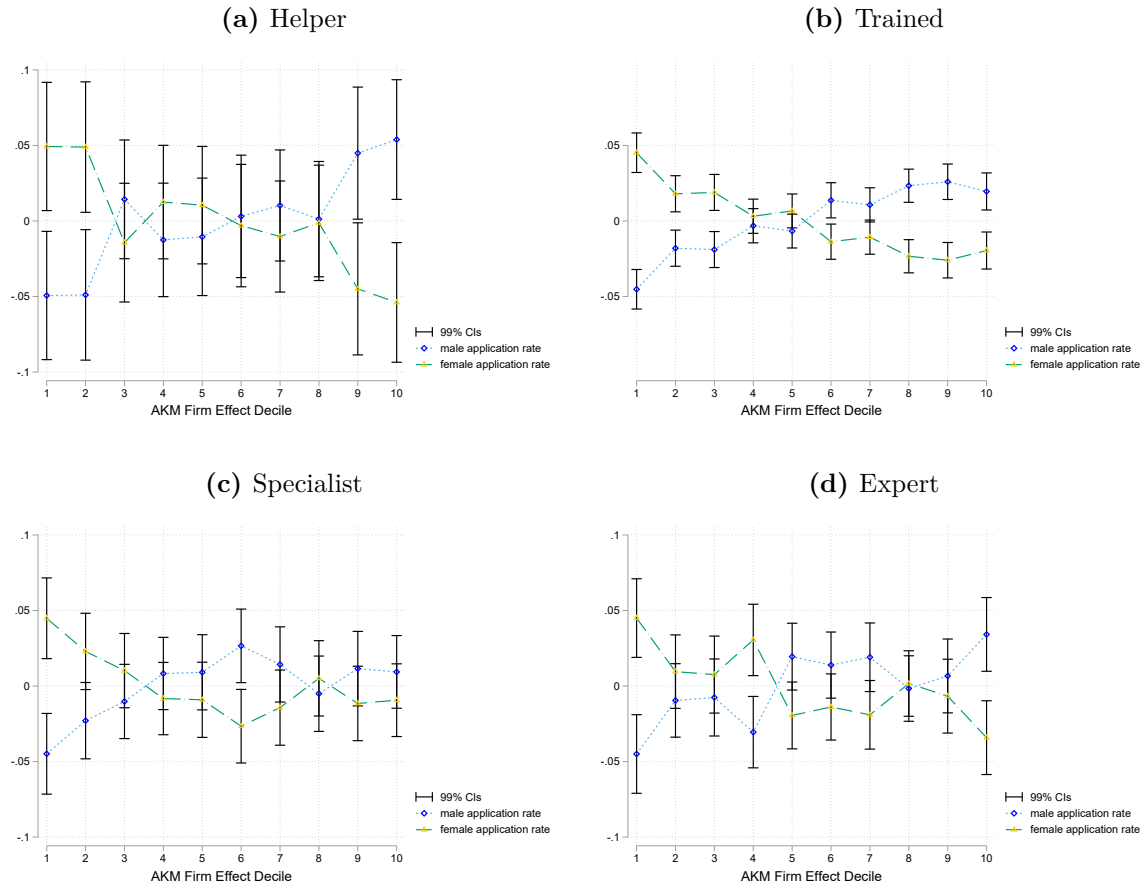 (a) Helper
.1
.05
0
-.05
-.1
1 2 3 4 5 6 7 8 9 10
AKM Firm Effect Decile
99% CIs
male application rate
female application rate
(b) Trained
.05
0
-.05
1 2 3 4 5 6 7 8 9 10
AKM Firm Effect Decile
99% CIs
male application rate
female application rate
(c) Specialist
.1
.05
0
-.05
-.1
1 2 3 4 5 6 7 8 9 10
AKM Firm Effect Decile
99% CIs
male application rate
female application rate
(d) Expert
.1
.05
0
-.05
-.1
1 2 3 4 5 6 7 8 9 10
AKM Firm Effect Decile
99% CIs
male application rate
female application rate